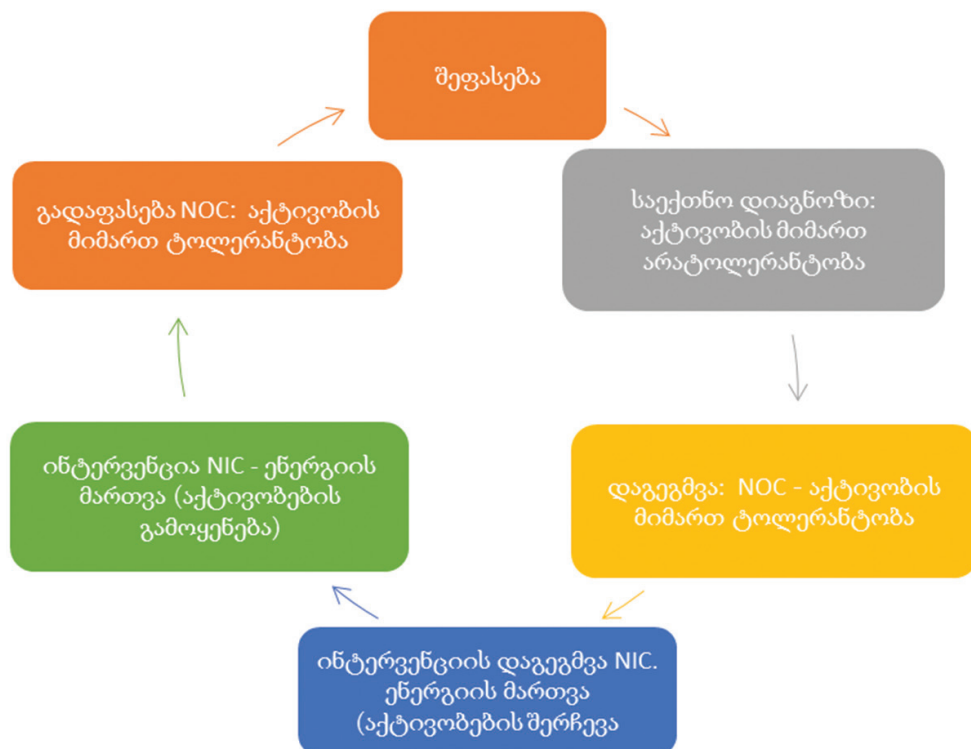 შეფასება
საექთნო დიაგნოზი:
აქტივობის მიმართ
არატოლერანტობა
დაგეგმვა: NOC - აქტივობის
მიმართ ტოლერანტობა
ინტერვენციის დაგეგმვა NIC.
ენერგიის მართვა
(აქტივობების შერჩევა
ინტერვენცია NIC - ენერგიის
მართვა (აქტივობების
გამოყენება)
გადაფასება NOC: აქტივობის
მიმართ ტოლერანტობა